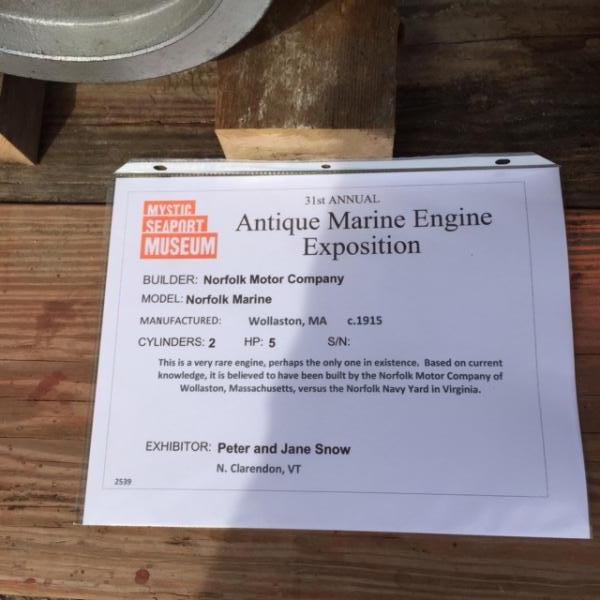 31st ANNUAL
MYSTIC
SEAPORT
MUSEUM
Antique Marine Engine
Exposition
BUILDER: Norfolk Motor Company
MODEL: Norfolk Marine
MANUFACTURED: Wollaston, MA c.1915
CYLINDERS: 2 HP: 5 S/N:
This is a very rare engine, perhaps the only one in existence. Based on current
knowledge, it is believed to have been built by the Norfolk Motor Company of
Wollaston, Massachusetts, versus the Norfolk Navy Yard in Virginia.
EXHIBITOR: Peter and Jane Snow
N. Clarendon, VT
2539